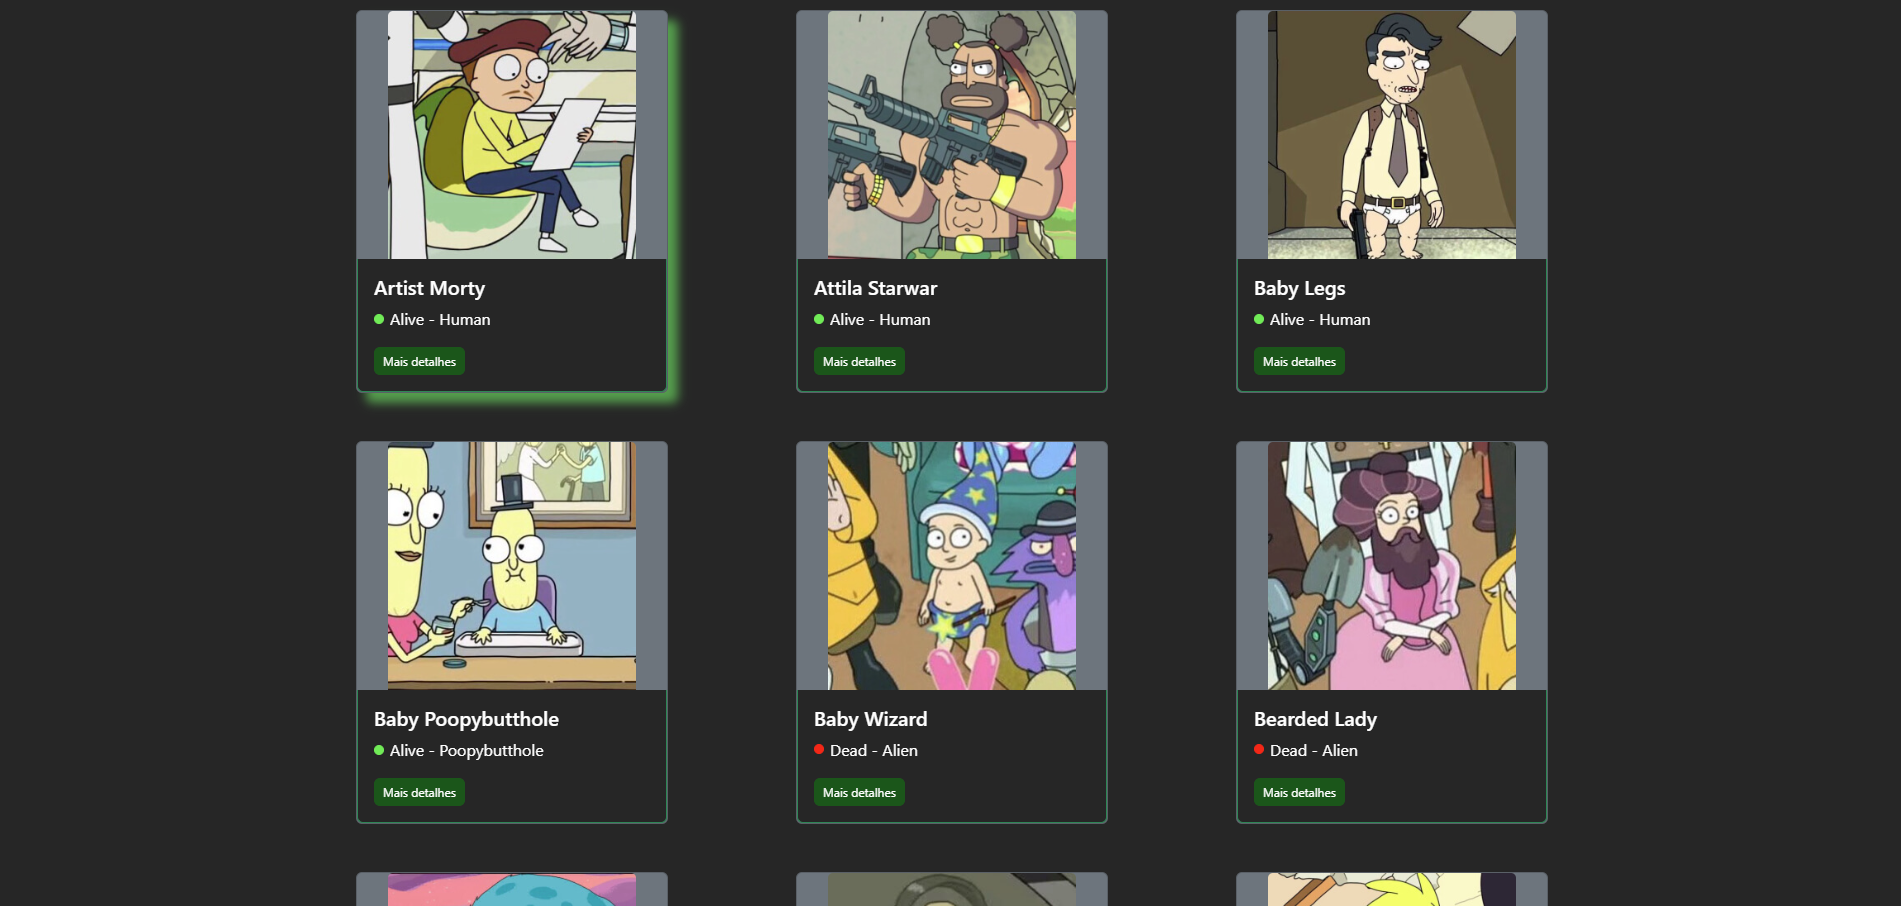 Artist Morty
Alive - Human
Mais detalhes
Attila Starwar
Alive - Human
Mais detalhes
Baby Legs
Alive - Human
Mais detalhes
Baby Poopybutthole
Alive - Poopybutthole
Mais detalhes
Baby Wizard
Dead - Alien
Mais detalhes
Bearded Lady
Dead - Alien
Mais detalhes